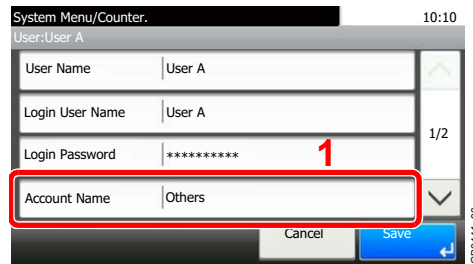 System Menu/Counter. 10:10
User:User A
User Name User A
Login User Name User A
1/2
Login Password ********** 1
Account Name Others
Cancel Save